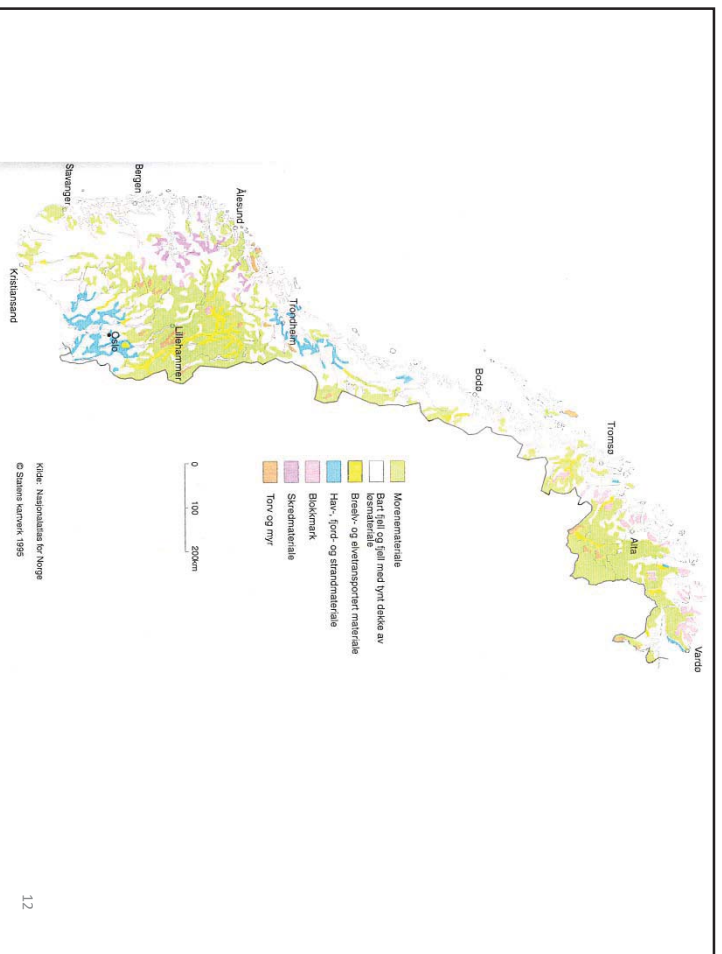 Vardø
Tromsø
Alta
Bodø
Trondheim
Ålesund
Lillehammer
Bergen
Oslo
Stavanger
Kristiansand
Morenemateriale
Bart fjell og fjell med tynt dekke av
løsmateriale
Breelv- og elvetransportert materiale
Hav-, fjord- og strandmateriale
Blokkmark
Skredmateriale
Torv og myr
0 100 200km
Kilde: Nasjonalatlas for Norge
© Statens kartverk 1995
12